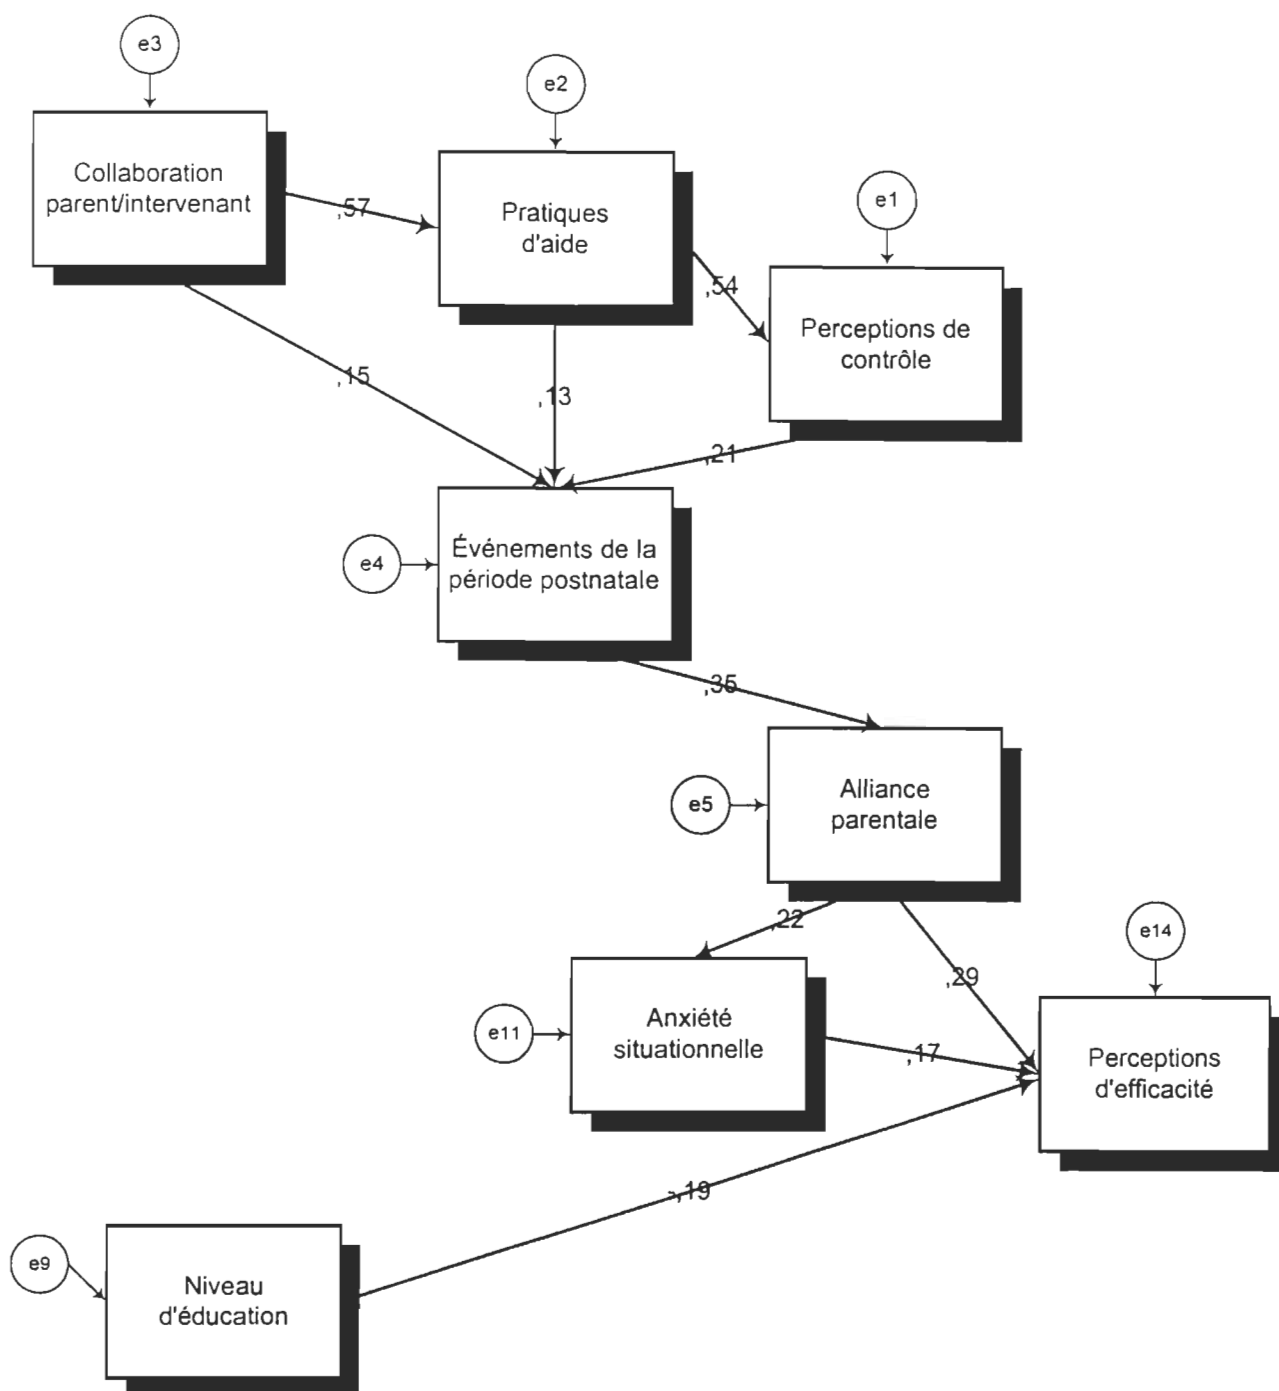 e3
e2
Collaboration
parent/intervenant
,57
Pratiques
d'aide
e1
,54
Perceptions de
contrôle
,15
,13
,21
e4
Événements de la
période postnatale
,35
e5
Alliance
parentale
,22
,29
e14
e11
Anxiété
situationnelle
,17
Perceptions
d'efficacité
-,19
e9
Niveau
d'éducation